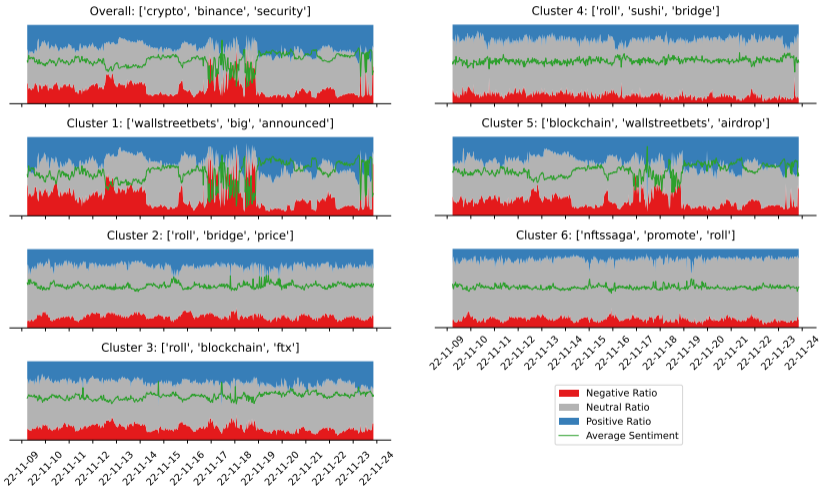 Overall: ['crypto', 'binance', 'security']
Cluster 1: ['wallstreetbets', 'big', 'announced']
Cluster 2: ['roll', 'bridge', 'price']
Cluster 3: ['roll', 'blockchain', 'ftx']
22-11-09
22-11-10
22-11-11
22-11-12
22-11-13
22-11-14
22-11-15
22-11-16
22-11-17
22-11-18
22-11-19
22-11-20
22-11-21
22-11-22
22-11-23
22-11-24
Cluster 4: ['roll', 'sushi', 'bridge']
Cluster 5: ['blockchain', 'wallstreetbets', 'airdrop']
Cluster 6: ['nftssaga', 'promote', 'roll']
22-11-09
22-11-10
22-11-11
22-11-12
22-11-13
22-11-14
22-11-15
22-11-16
22-11-17
22-11-18
22-11-19
22-11-20
22-11-21
22-11-22
22-11-23
22-11-24
Negative Ratio
Neutral Ratio
Positive Ratio
Average Sentiment